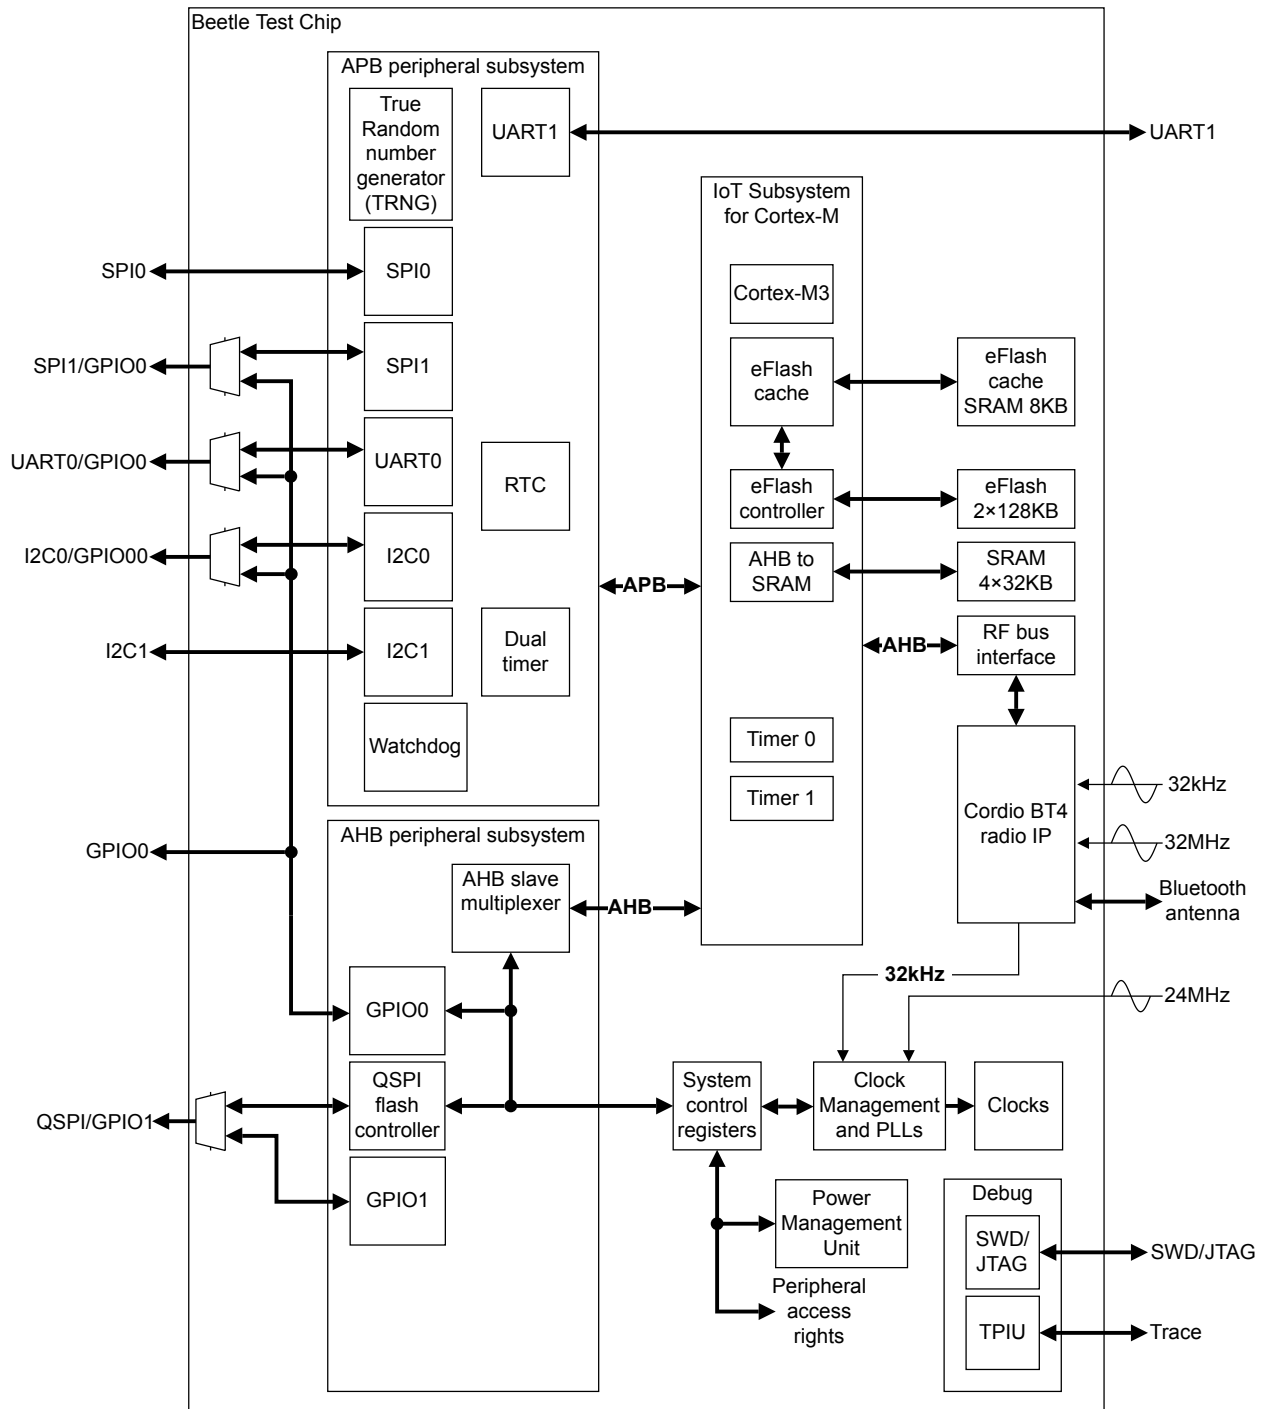 Beetle Test Chip
APB peripheral subsystem
True
Random
number
generator
(TRNG)
UART1
UART1
IoT Subsystem
for Cortex-M
SPI0
SPI0
Cortex-M3
SPI1/GPIO0
SPI1
eFlash
cache
eFlash
cache
SRAM 8KB
UART0/GPIO0
UART0
RTC
eFlash
controller
eFlash
2×128KB
I2C0/GPIO00
I2C0
APB
AHB to
SRAM
SRAM
4×32KB
I2C1
I2C1
Dual
timer
AHB
RF bus
interface
Watchdog
Timer 0
Timer 1
Cordio BT4
radio IP
32kHz
32MHz
Bluetooth
antenna
GPIO0
AHB peripheral subsystem
AHB slave
multiplexer
AHB
32kHz
24MHz
GPIO0
QSPI/GPIO1
QSPI
flash
controller
System
control
registers
Clock
Management
and PLLs
Clocks
GPIO1
Power
Management
Unit
Peripheral
access
rights
Debug
SWD/
JTAG
SWD/JTAG
TPIU
Trace